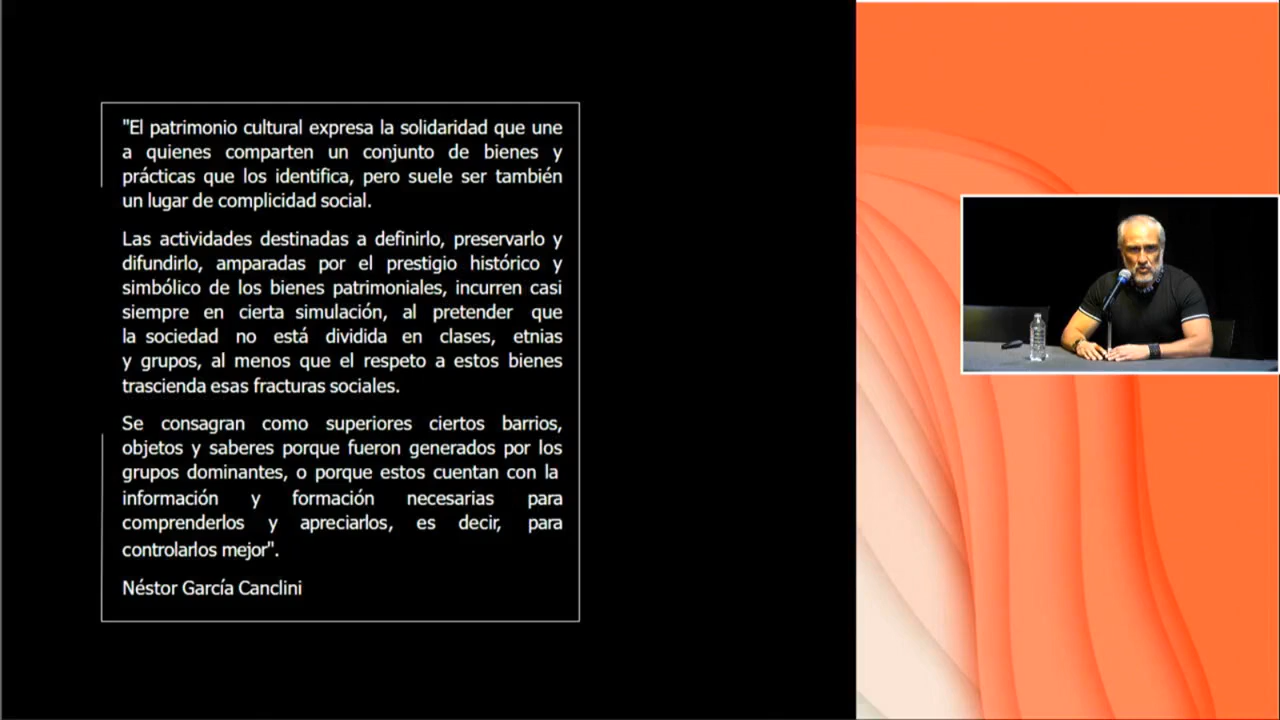 "El patrimonio cultural expresa la solidaridad que une
a quienes comparten un conjunto de bienes y
prácticas que los identifica, pero suele ser también
un lugar de complicidad social.
Las actividades destinadas a definirlo, preservarlo y
difundirlo, amparadas por el prestigio histórico y
simbólico de los bienes patrimoniales, incurren casi
siempre en cierta simulación, al pretender que
la sociedad no está dividida en clases, etnias
y grupos, al menos que el respeto a estos bienes
trascienda esas fracturas sociales.
Se consagran como superiores ciertos barrios,
objetos y saberes porque fueron generados por los
grupos dominantes, o porque estos cuentan con la
información y formación necesarias para
comprenderlos y apreciarlos, es decir, para
controlarlos mejor".
Néstor García Canclini